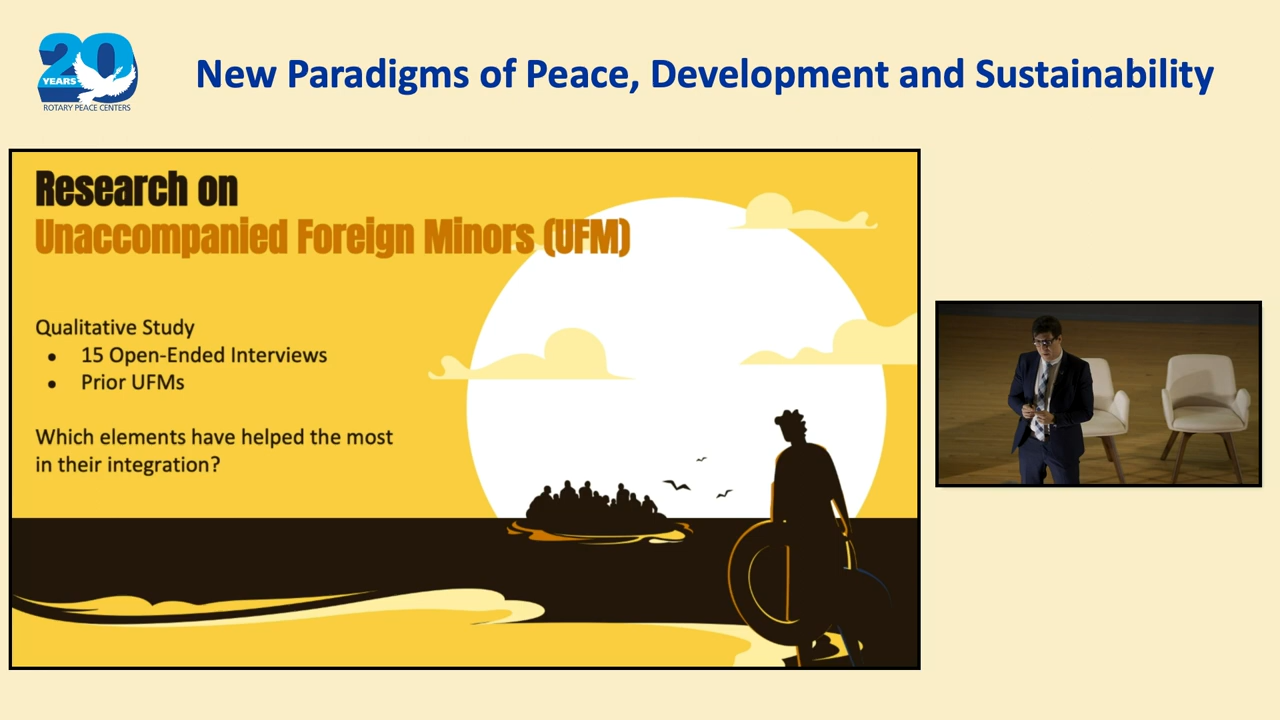 20
YEARS
ROTARY PEACE CENTERS
New Paradigms of Peace, Development and Sustainability
Research on
Unaccompanied Foreign Minors (UFM)
Qualitative Study
• 15 Open-Ended Interviews
• Prior UFMs
Which elements have helped the most
in their integration?